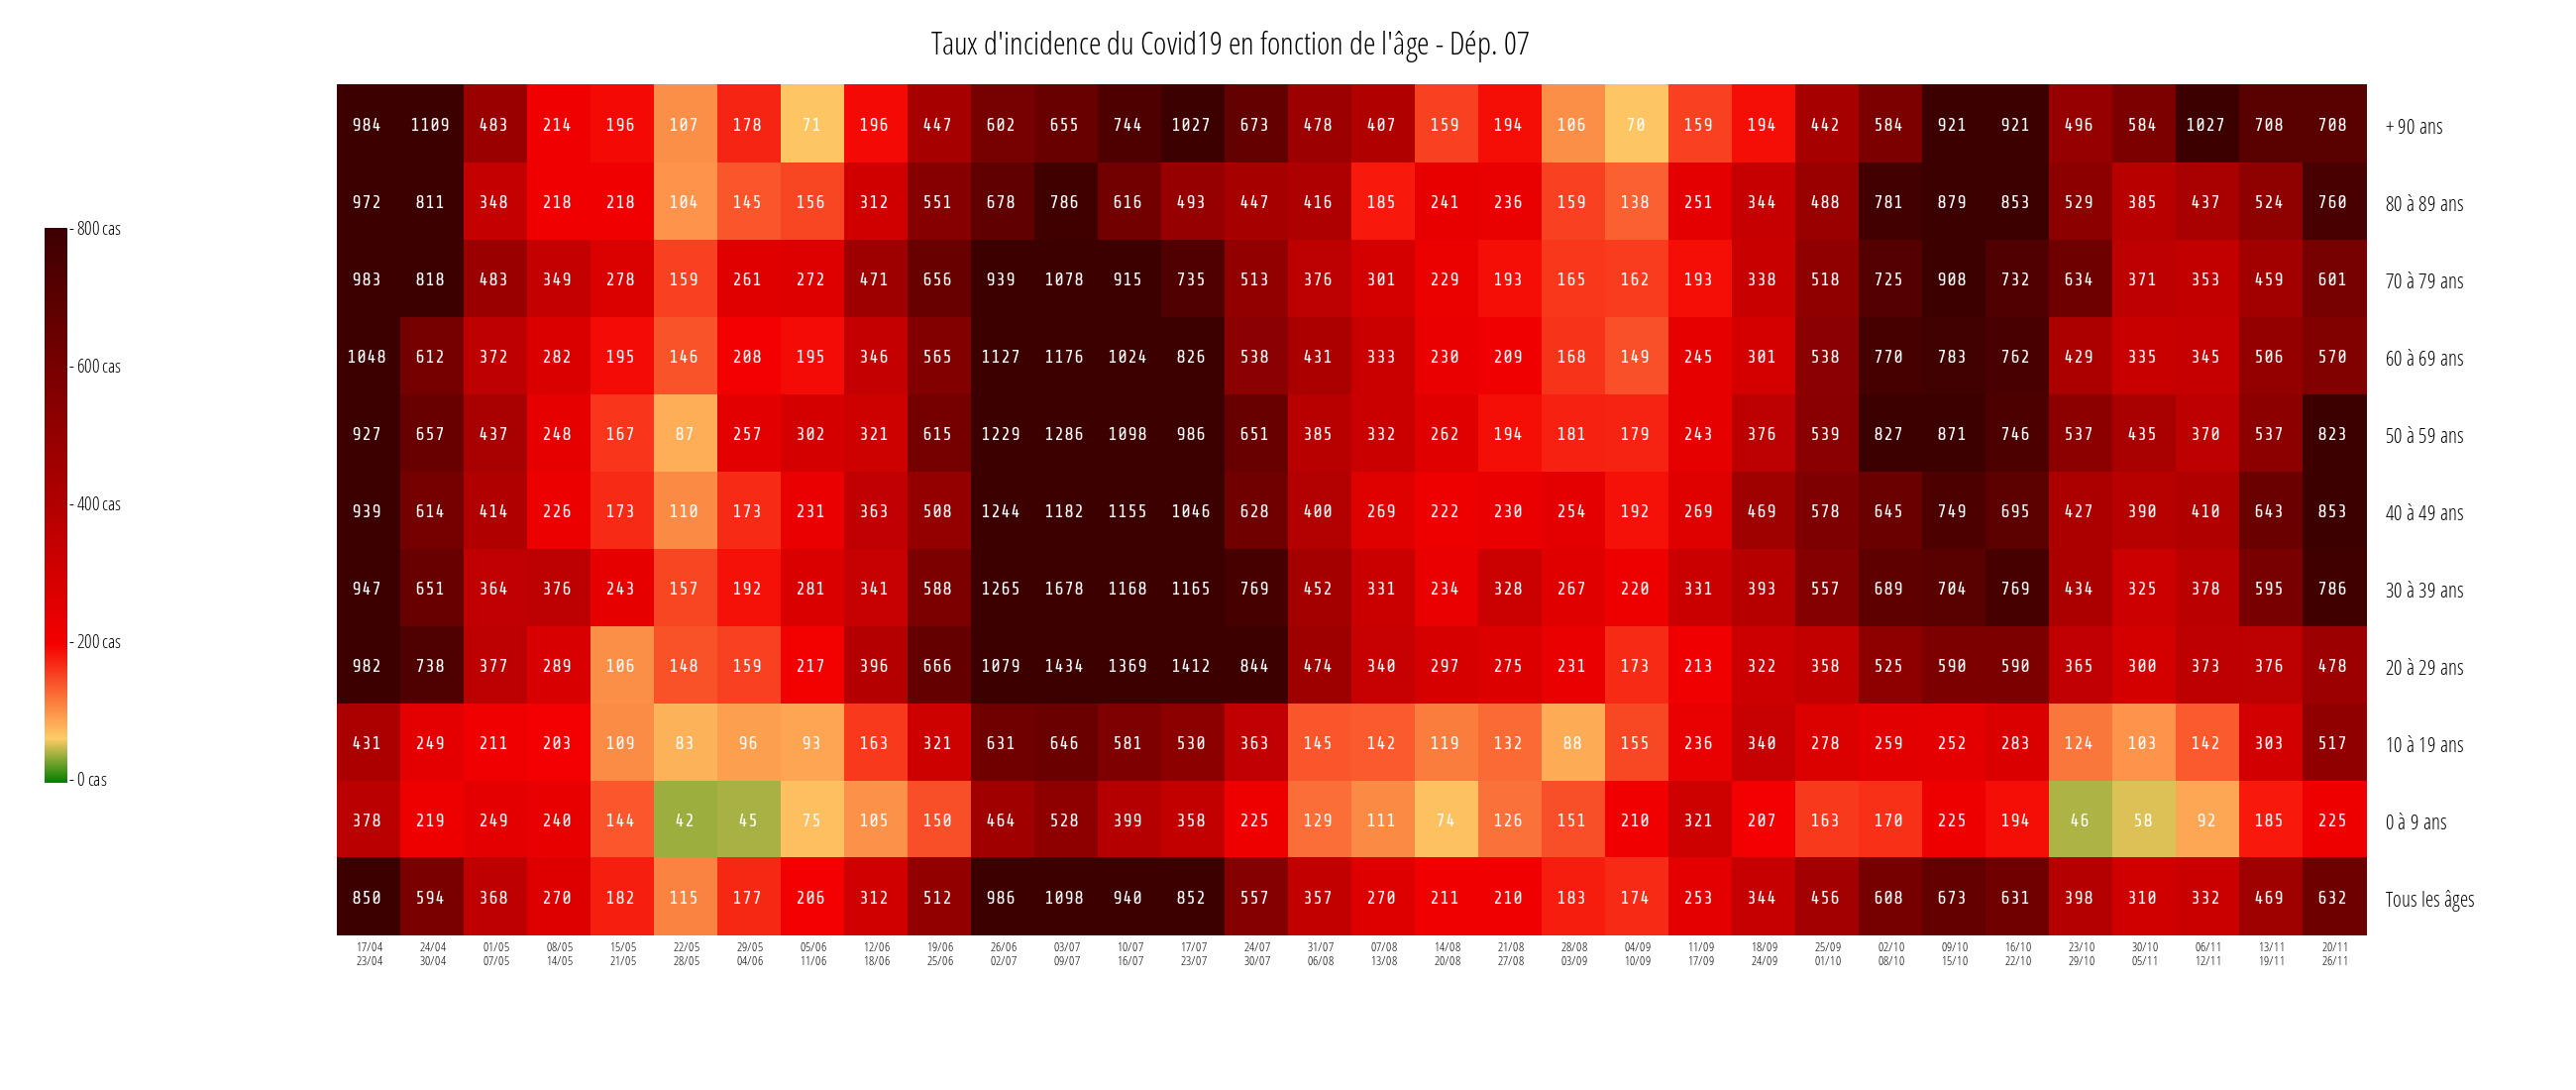 Taux d'incidence du Covid19 en fonction de l'âge - Dép. 07
- 800 cas
- 600 cas
- 400 cas
- 200 cas
- 0 cas
984 1109 483 214 196 107 178 71 196 447 602 655 744 1027 673 478 407 159 194 106 70 159 194 442 584 921 921 496 584 1027 708 708 + 90 ans
972 811 348 218 218 104 145 156 312 551 678 786 616 493 447 416 185 241 236 159 138 251 344 488 781 879 853 529 385 437 524 760 80 à 89 ans
983 818 483 349 278 159 261 272 471 656 939 1078 915 735 513 376 301 229 193 165 162 193 338 518 725 908 732 634 371 353 459 601 70 à 79 ans
1048 612 372 282 195 146 208 195 346 565 1127 1176 1024 826 538 431 333 230 209 168 149 245 301 538 770 783 762 429 335 345 506 570 60 à 69 ans
927 657 437 248 167 87 257 302 321 615 1229 1286 1098 986 651 385 332 262 194 181 179 243 376 539 827 871 746 537 435 370 537 823 50 à 59 ans
939 614 414 226 173 110 173 231 363 508 1244 1182 1155 1046 628 400 269 222 230 254 192 269 469 578 645 749 695 427 390 410 643 853 40 à 49 ans
947 651 364 376 243 157 192 281 341 588 1265 1678 1168 1165 769 452 331 234 328 267 220 331 393 557 689 704 769 434 325 378 595 786 30 à 39 ans
982 738 377 289 106 148 159 217 396 666 1079 1434 1369 1412 844 474 340 297 275 231 173 213 322 358 525 590 590 365 300 373 376 478 20 à 29 ans
431 249 211 203 109 83 96 93 163 321 631 646 581 530 363 145 142 119 132 88 155 236 340 278 259 252 283 124 103 142 303 517 10 à 19 ans
378 219 249 240 144 42 45 75 105 150 464 528 399 358 225 129 111 74 126 151 210 321 207 163 170 225 194 46 58 92 185 225 0 à 9 ans
850 594 368 270 182 115 177 206 312 512 986 1098 940 852 557 357 270 211 210 183 174 253 344 456 608 673 631 398 310 332 469 632 Tous les âges
17/04 24/04 01/05 08/05 15/05 22/05 29/05 05/06 12/06 19/06 26/06 03/07 10/07 17/07 24/07 31/07 07/08 14/08 21/08 28/08 04/09 11/09 18/09 25/09 02/10 09/10 16/10 23/10 30/10 06/11 13/11 20/11
23/04 30/04 07/05 14/05 21/05 28/05 04/06 11/06 18/06 25/06 02/07 09/07 16/07 23/07 30/07 06/08 13/08 20/08 27/08 03/09 10/09 17/09 24/09 01/10 08/10 15/10 22/10 29/10 05/11 12/11 19/11 26/11